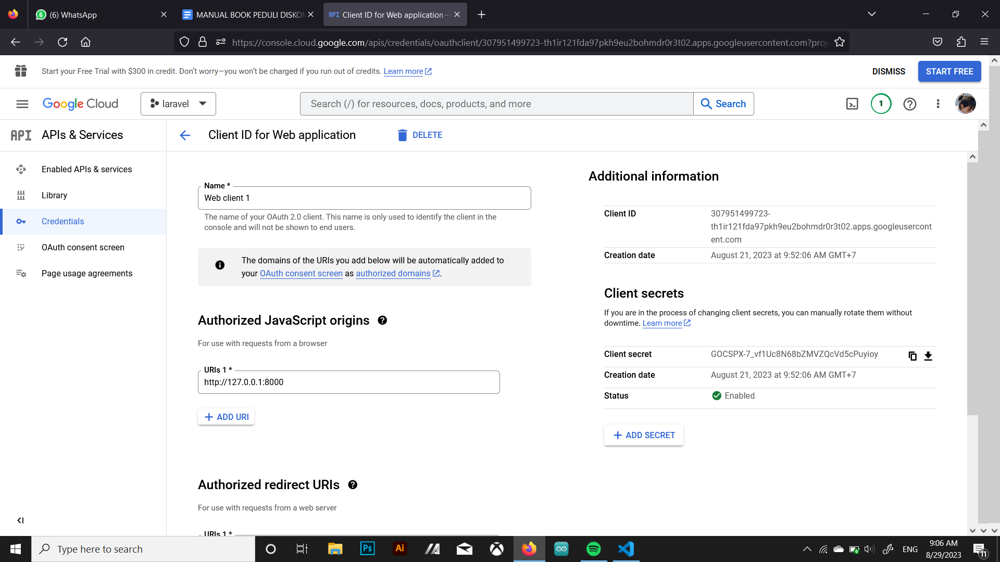 (6) WhatsApp
MANUAL BOOK PEDULI DISKO
API Client ID for Web application –
https://console.cloud.google.com/apis/credentials/oauthclient/307951499723-th1ir121fda97pkh9eu2bohmdr0r3t02.apps.googleusercontent.com?proj
Start your Free Trial with $300 in credit. Don’t worry—you won’t be charged if you run out of credits. Learn more
DISMISS
START FREE
Google Cloud
laravel
Search (/) for resources, docs, products, and more
Search
1
API APIs & Services
Client ID for Web application
DELETE
Enabled APIs & services
Library
Credentials
OAuth consent screen
Page usage agreements
Name *
Web client 1
The name of your OAuth 2.0 client. This name is only used to identify the client in the
console and will not be shown to end users.
The domains of the URIs you add below will be automatically added to
your OAuth consent screen as authorized domains.
Authorized JavaScript origins
For use with requests from a browser
URIs 1 *
http://127.0.0.1:8000
ADD URI
Authorized redirect URIs
For use with requests from a web server
URIs 1 *
Additional information
Client ID
307951499723-
th1ir121fda97pkh9eu2bohmdr0r3t02.apps.googleusercont
ent.com
Creation date
August 21, 2023 at 9:52:06 AM GMT+7
Client secrets
If you are in the process of changing client secrets, you can manually rotate them without
downtime. Learn more
Client secret
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
Creation date
August 21, 2023 at 9:52:06 AM GMT+7
Status
Enabled
ADD SECRET
Type here to search
Ps
Ai
ENG
9:06 AM
8/29/2023
11